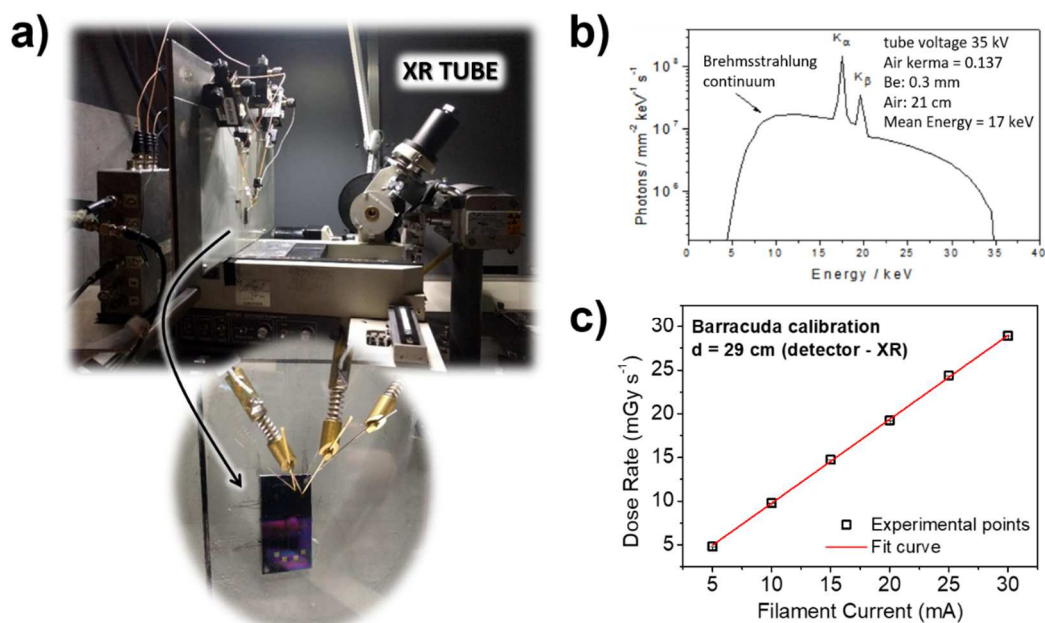 a)
XR TUBE
b)
Kα
Kβ
Brehmsstrahlung
continuum
tube voltage 35 kV
Air kerma = 0.137
Be: 0.3 mm
Air: 21 cm
Mean Energy = 17 keV
Photons / mm⁻² keV⁻¹ s⁻¹
10⁸
10⁷
10⁶
0 5 10 15 20 25 30 35 40
Energy / keV
c)
Barracuda calibration
d = 29 cm (detector - XR)
Dose Rate (mGy s⁻¹)
30
25
20
15
10
5
Experimental points
Fit curve
5 10 15 20 25 30
Filament Current (mA)